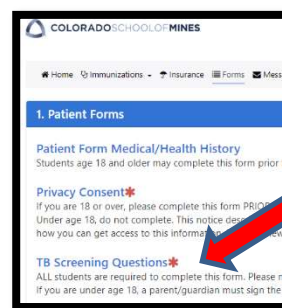 COLORADOSCHOOLOFMINES
Home Immunizations Insurance Forms Mess
1. Patient Forms
Patient Form Medical/Health History
Students age 18 and older may complete this form prior
Privacy Consent*
If you are 18 or over, please complete this form PRIO
Under age 18, do not complete. This notice des
how you can get access to this informa
TB Screening Questions*
ALL students are required to complete this form. Please r
If you are under age 18, a parent/guardian must sign the